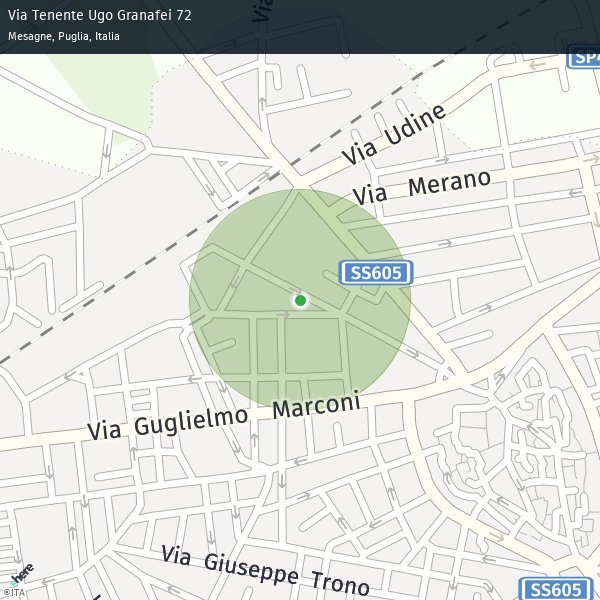 Via Tenente Ugo Granafei 72
Mesagne, Puglia, Italia
Via
SP4
Via Udine
Via Merano
SS605
Via Guglielmo Marconi
Via Giuseppe Trono
SS605
here
©ITA